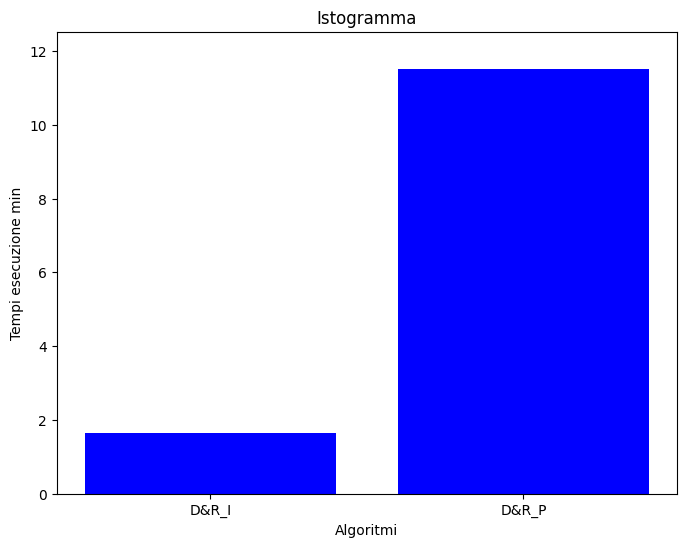 Istogramma
12
10
8
6
4
2
0
Tempi esecuzione min
D&R_I
D&R_P
Algoritmi